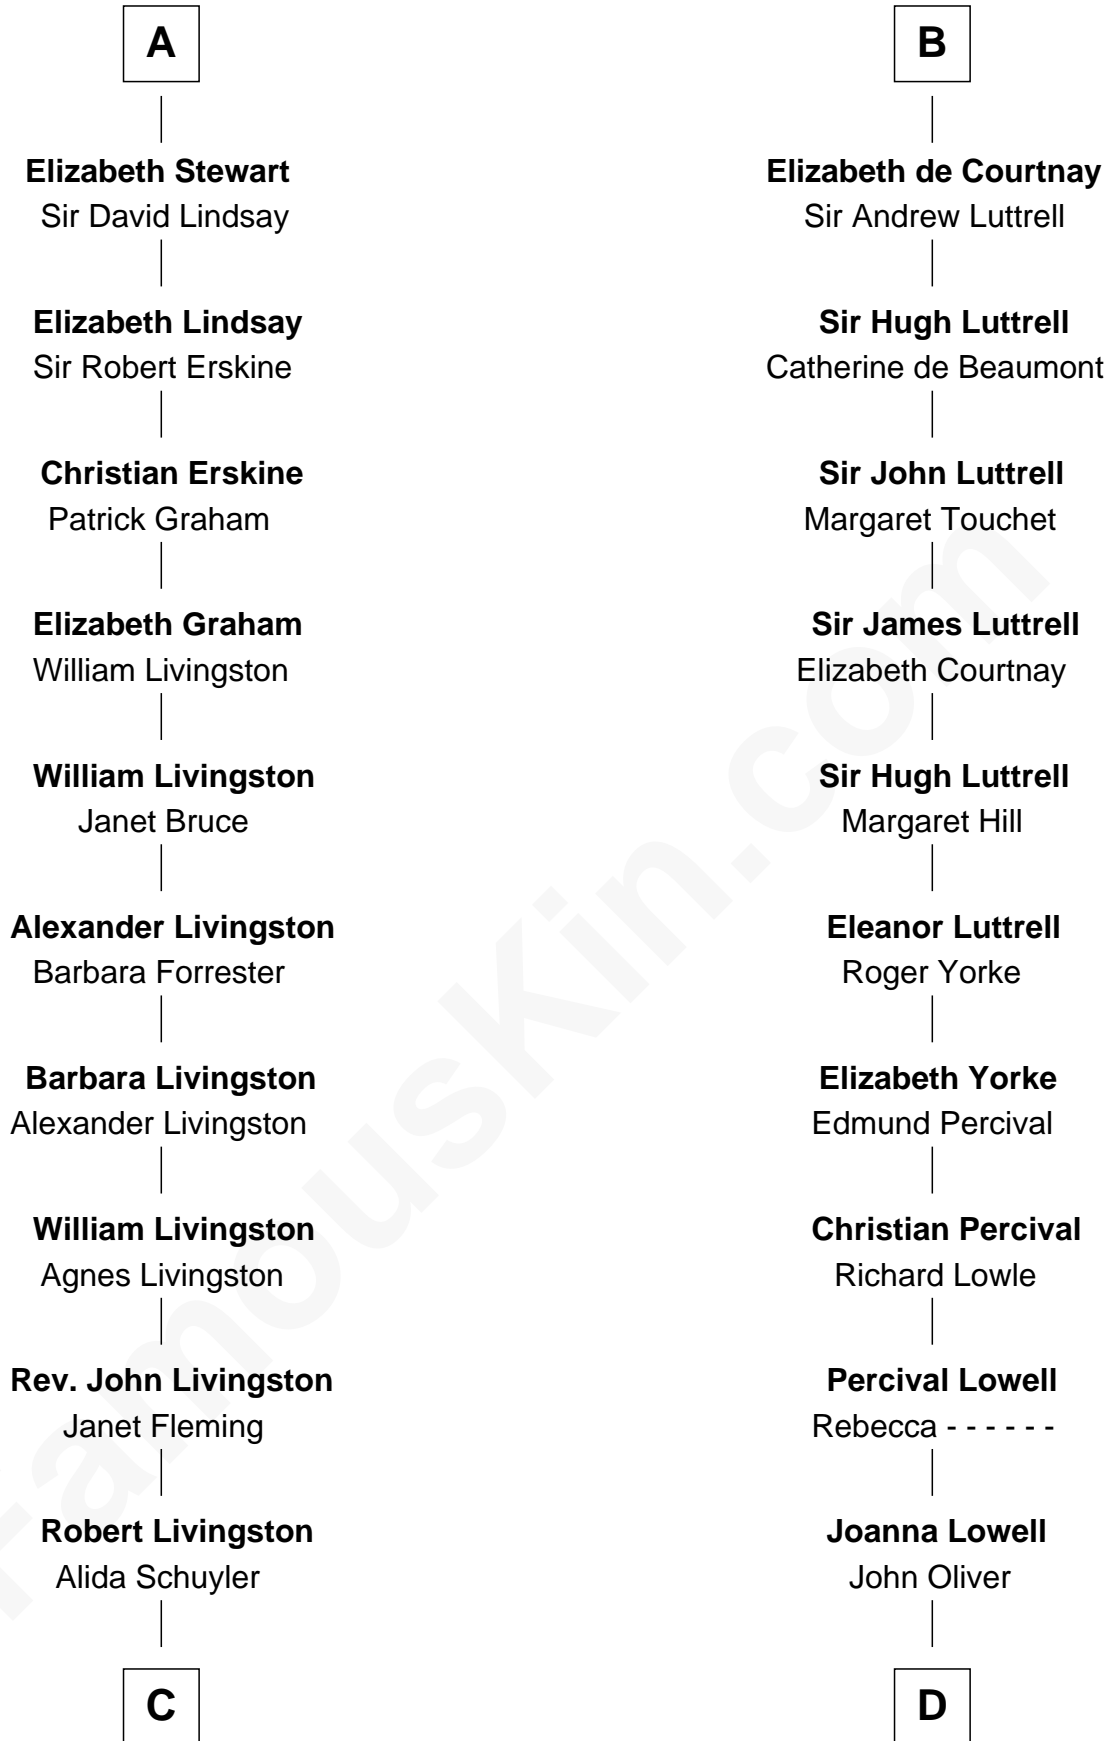 A
Elizabeth Stewart
Sir David Lindsay
Elizabeth Lindsay
Sir Robert Erskine
Christian Erskine
Patrick Graham
Elizabeth Graham
William Livingston
William Livingston
Janet Bruce
Alexander Livingston
Barbara Forrester
Barbara Livingston
Alexander Livingston
William Livingston
Agnes Livingston
Rev. John Livingston
Janet Fleming
Robert Livingston
Alida Schuyler
C
B
Elizabeth de Courtnay
Sir Andrew Luttrell
Sir Hugh Luttrell
Catherine de Beaumont
Sir John Luttrell
Margaret Touchet
Sir James Luttrell
Elizabeth Courtnay
Sir Hugh Luttrell
Margaret Hill
Eleanor Luttrell
Roger Yorke
Elizabeth Yorke
Edmund Percival
Christian Percival
Richard Lowle
Percival Lowell
Rebecca - - - - - -
Joanna Lowell
John Oliver
D
FamousKin.com